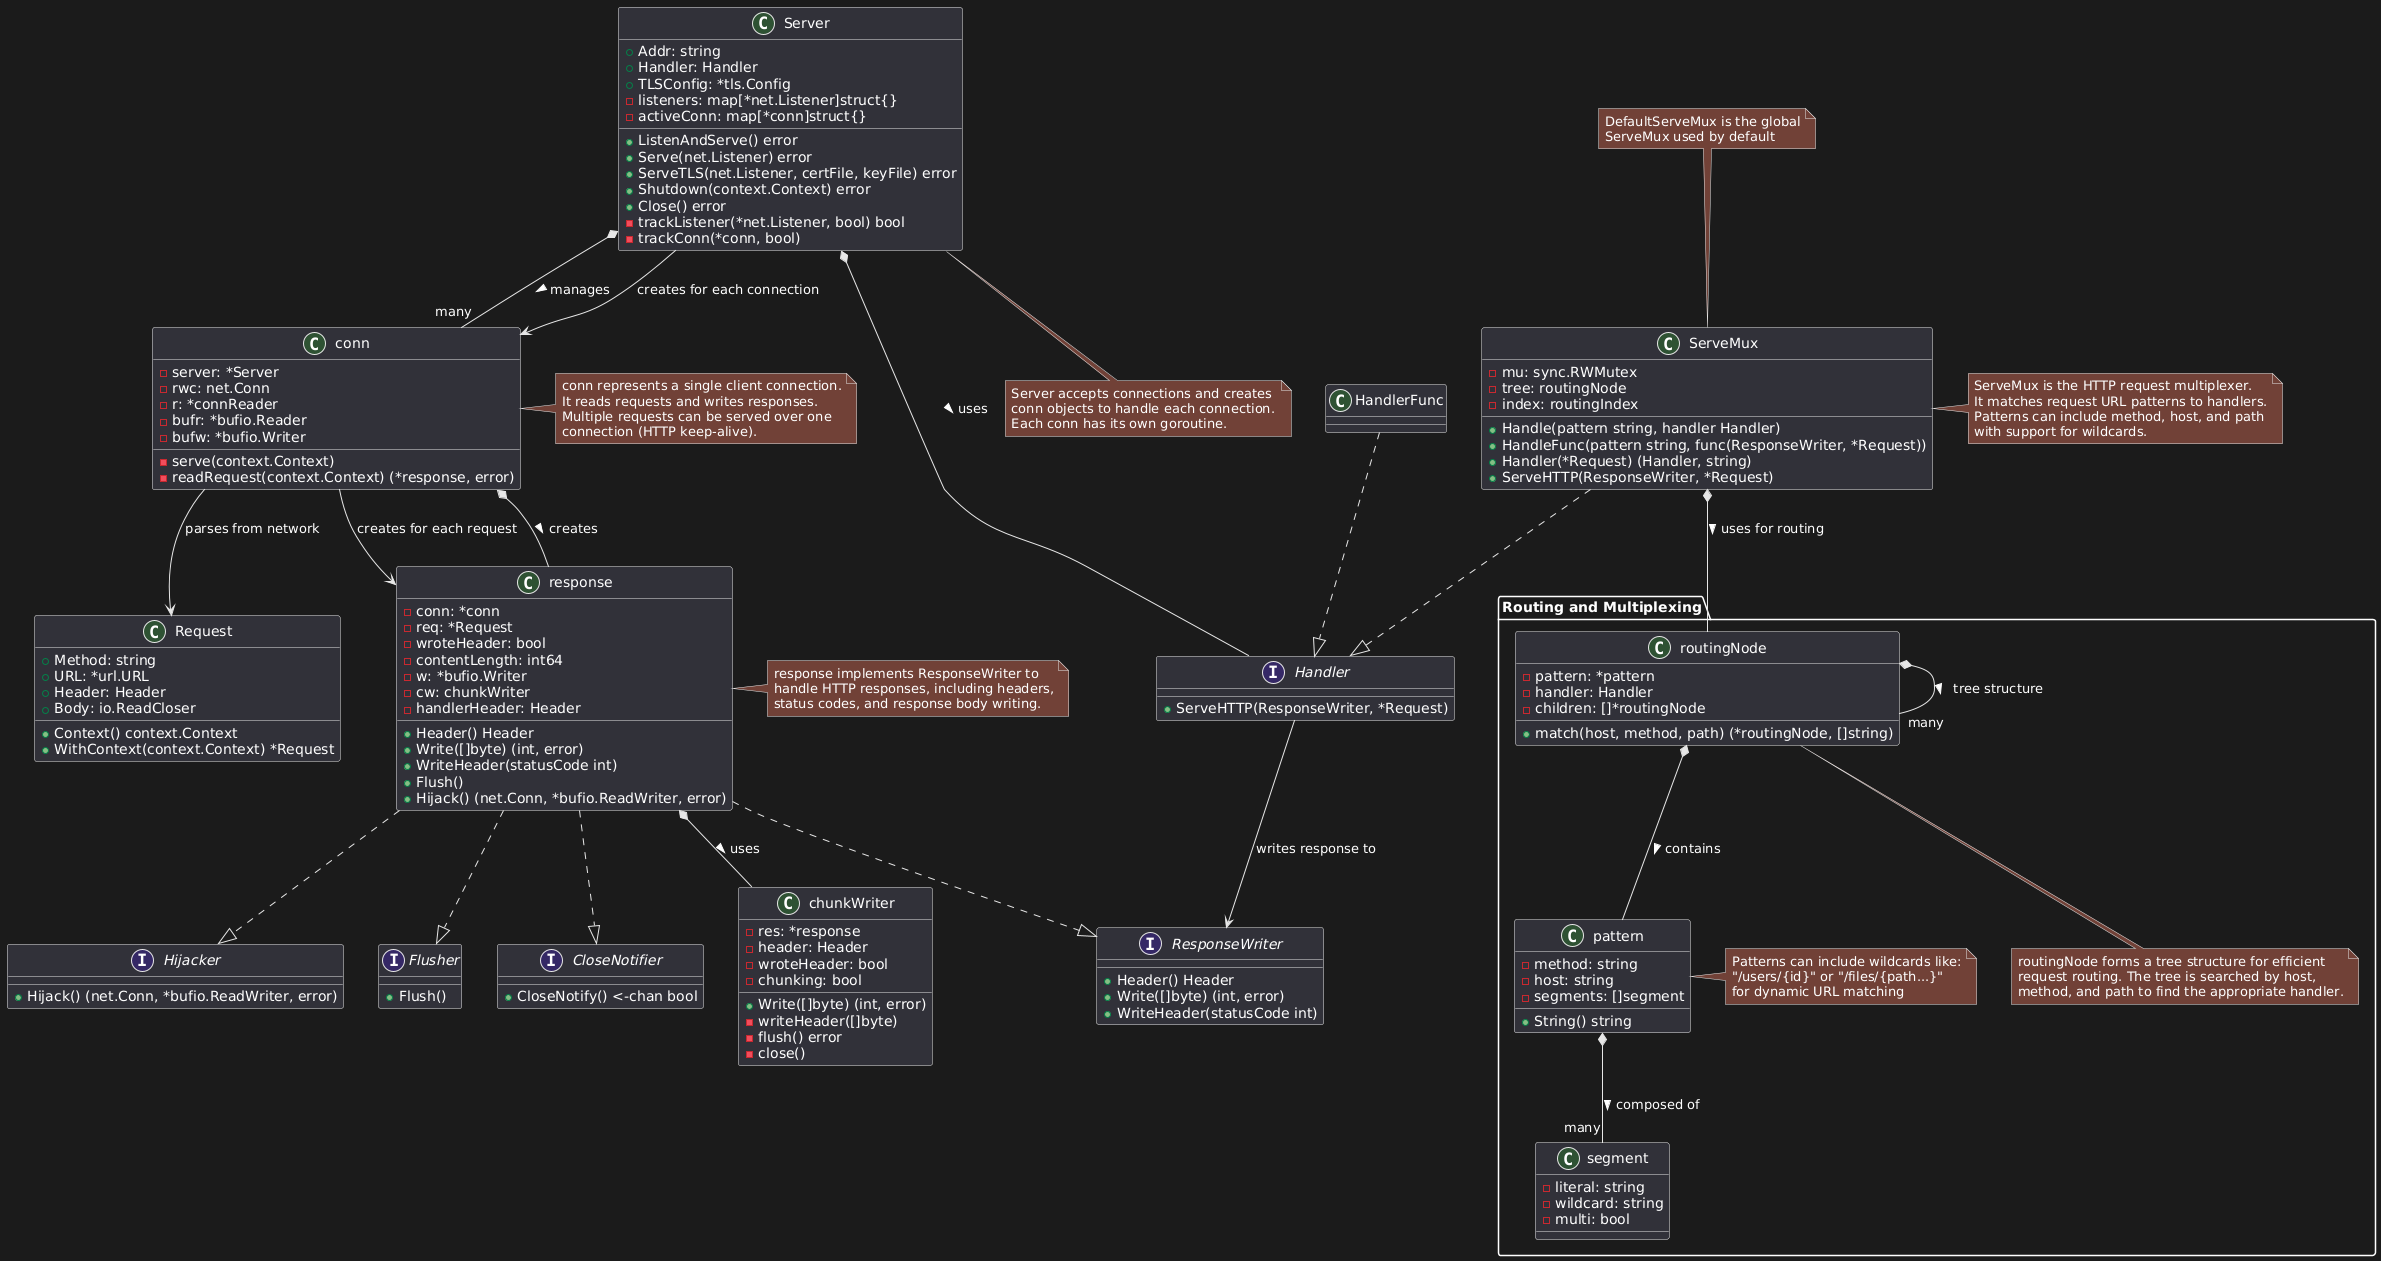 C Server
Addr: string
Handler: Handler
TLSConfig: *tls.Config
listeners: map[*net.Listener]struct{}
activeConn: map[*conn]struct{}
ListenAndServe() error
Serve(net.Listener) error
ServeTLS(net.Listener, certFile, keyFile) error
Shutdown(context.Context) error
Close() error
trackListener(*net.Listener, bool) bool
trackConn(*conn, bool)
DefaultServeMux is the global
ServeMux used by default
manages
creates for each connection
many
C conn
server: *Server
rwc: net.Conn
r: *connReader
bufr: *bufio.Reader
bufw: *bufio.Writer
serve(context.Context)
readRequest(context.Context) (*response, error)
conn represents a single client connection.
It reads requests and writes responses.
Multiple requests can be served over one
connection (HTTP keep-alive).
uses
Server accepts connections and creates
conn objects to handle each connection.
Each conn has its own goroutine.
C HandlerFunc
C ServeMux
mu: sync.RWMutex
tree: routingNode
index: routingIndex
Handle(pattern string, handler Handler)
HandleFunc(pattern string, func(ResponseWriter, *Request))
Handler(*Request) (Handler, string)
ServeHTTP(ResponseWriter, *Request)
ServeMux is the HTTP request multiplexer.
It matches request URL patterns to handlers.
Patterns can include method, host, and path
with support for wildcards.
parses from network
creates for each request
creates
uses for routing
C Request
Method: string
URL: *url.URL
Header: Header
Body: io.ReadCloser
Context() context.Context
WithContext(context.Context) *Request
C response
conn: *conn
req: *Request
wroteHeader: bool
contentLength: int64
w: *bufio.Writer
cw: chunkWriter
handlerHeader: Header
Header() Header
Write([]byte) (int, error)
WriteHeader(statusCode int)
Flush()
Hijack() (net.Conn, *bufio.ReadWriter, error)
response implements ResponseWriter to
handle HTTP responses, including headers,
status codes, and response body writing.
I Handler
ServeHTTP(ResponseWriter, *Request)
Routing and Multiplexing
C routingNode
pattern: *pattern
handler: Handler
children: []*routingNode
match(host, method, path) (*routingNode, []string)
tree structure
many
uses
writes response to
contains
I Hijacker
Hijack() (net.Conn, *bufio.ReadWriter, error)
I Flusher
Flush()
I CloseNotifier
CloseNotify() <-chan bool
C chunkWriter
res: *response
header: Header
wroteHeader: bool
chunking: bool
Write([]byte) (int, error)
writeHeader([]byte)
flush() error
close()
I ResponseWriter
Header() Header
Write([]byte) (int, error)
WriteHeader(statusCode int)
C pattern
method: string
host: string
segments: []segment
String() string
Patterns can include wildcards like:
"/users/{id}" or "/files/{path...}"
for dynamic URL matching
routingNode forms a tree structure for efficient
request routing. The tree is searched by host,
method, and path to find the appropriate handler.
composed of
many
C segment
literal: string
wildcard: string
multi: bool